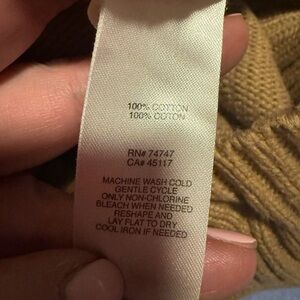 100% COTTON
100% COTON
RN# 74747
CA# 45117
MACHINE WASH COLD
GENTLE CYCLE
ONLY NON-CHLORINE
BLEACH WHEN NEEDED
RESHAPE AND
LAY FLAT TO DRY
COOL IRON IF NEEDED